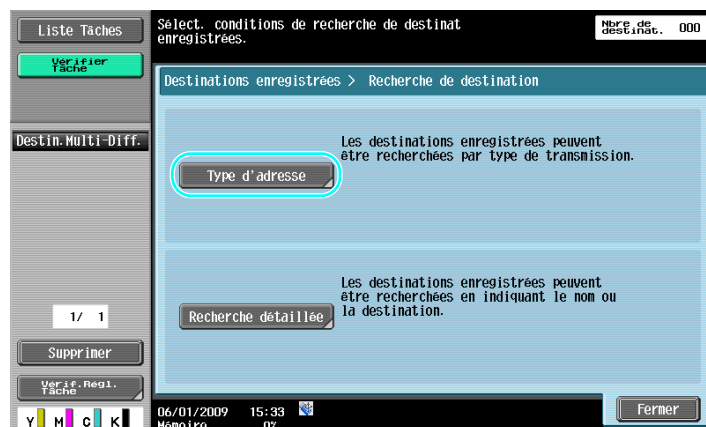 Liste Tâches
Sélect. conditions de recherche de destinat
enregistrées.
Nbre de
destinat.
000
Vérifier
Tâche
Destinations enregistrées > Recherche de destination
Destin.Multi-Diff.
Les destinations enregistrées peuvent
être recherchées par type de transmission.
Type d'adresse
Les destinations enregistrées peuvent
être recherchées en indiquant le nom ou
la destination.
Recherche détaillée
1/ 1
Supprimer
Vérif.Régl.
Tâche
Fermer
06/01/2009 15:33
Mémoire 0%
Y M C K